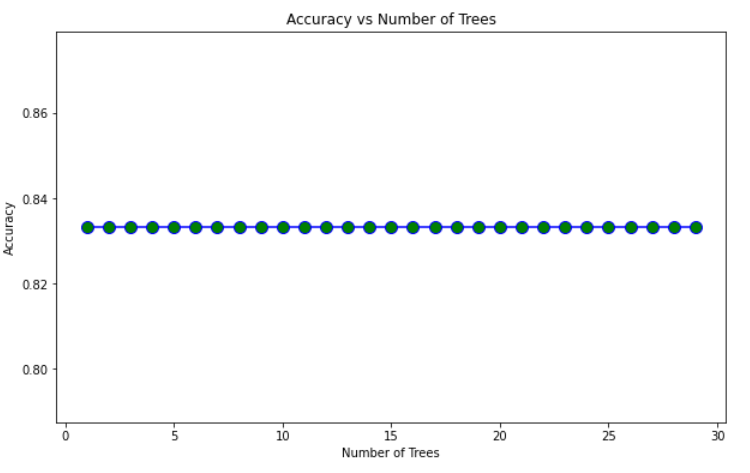 Accuracy vs Number of Trees
0.86
0.84
0.82
0.80
Accuracy
0 5 10 15 20 25 30
Number of Trees